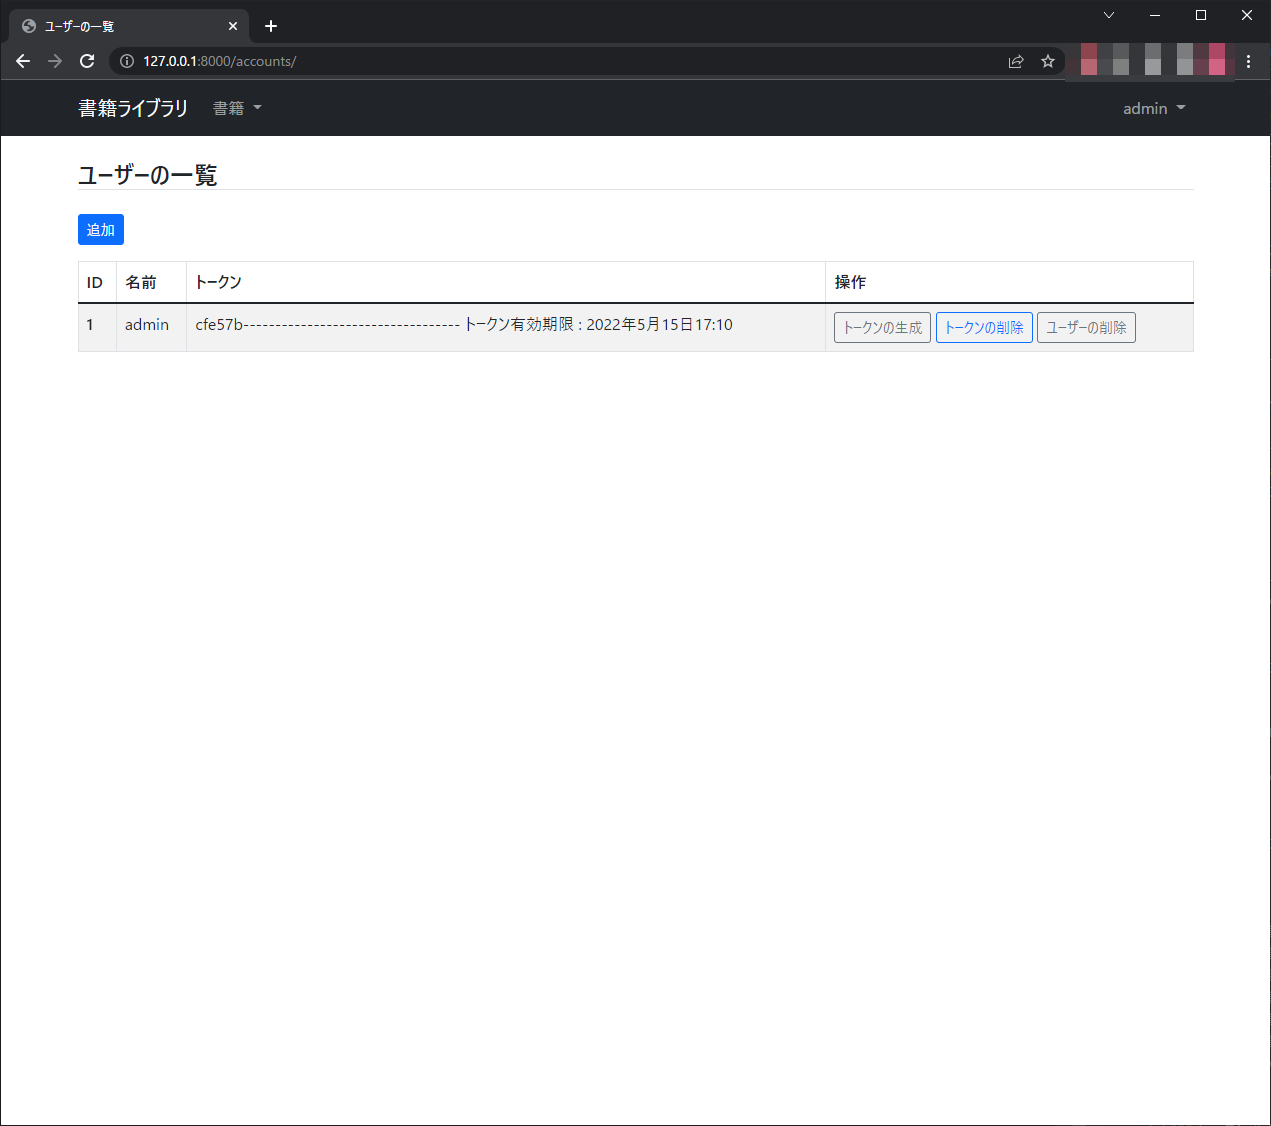 ユーザーの一覧
127.0.0.1:8000/accounts/
書籍ライブラリ 書籍 admin
ユーザーの一覧
追加
ID 名前 トークン 操作
1 admin cfe57b---------------------------------- トークン有効期限 : 2022年5月15日17:10 トークンの生成 トークンの削除 ユーザーの削除